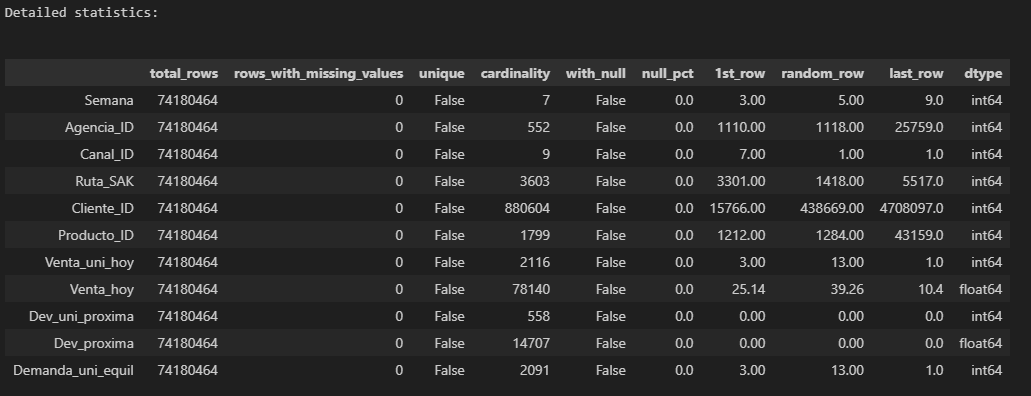 Detailed statistics:
total_rows rows_with_missing_values unique cardinality with_null null_pct 1st_row random_row last_row dtype
Semana 74180464 0 False 7 False 0.0 3.00 5.00 9.0 int64
Agencia_ID 74180464 0 False 552 False 0.0 1110.00 1118.00 25759.0 int64
Canal_ID 74180464 0 False 9 False 0.0 7.00 1.00 1.0 int64
Ruta_SAK 74180464 0 False 3603 False 0.0 3301.00 1418.00 5517.0 int64
Cliente_ID 74180464 0 False 880604 False 0.0 15766.00 438669.00 4708097.0 int64
Producto_ID 74180464 0 False 1799 False 0.0 1212.00 1284.00 43159.0 int64
Venta_uni_hoy 74180464 0 False 2116 False 0.0 3.00 13.00 1.0 int64
Venta_hoy 74180464 0 False 78140 False 0.0 25.14 39.26 10.4 float64
Dev_uni_proxima 74180464 0 False 558 False 0.0 0.00 0.00 0.0 int64
Dev_proxima 74180464 0 False 14707 False 0.0 0.00 0.00 0.0 float64
Demanda_uni_equil 74180464 0 False 2091 False 0.0 3.00 13.00 1.0 int64